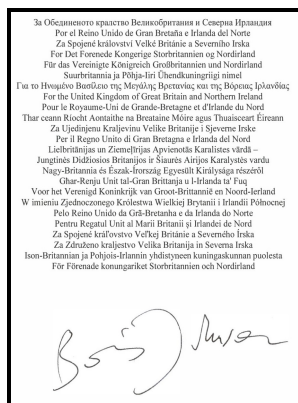 За Обединеното кралство Великобритания и Северна Ирландия
Por el Reino Unido de Gran Bretaña e Irlanda del Norte
Za Spojené království Velké Británie a Severního Irska
For Det Forenede Kongerige Storbritannien og Nordirland
Für das Vereinigte Königreich Großbritannien und Nordirland
Suurbritannia ja Põhja-Iiri Ühendkuningriigi nimel
Για το Ηνωμένο Βασίλειο της Μεγάλης Βρετανίας και της Βόρειας Ιρλανδίας
For the United Kingdom of Great Britain and Northern Ireland
Pour le Royaume-Uni de Grande-Bretagne et d'Irlande du Nord
Thar ceann Ríocht Aontaithe na Breataine Móire agus Thuaisceart Éireann
Za Ujedinjenu Kraljevinu Velike Britanije i Sjeverne Irske
Per il Regno Unito di Gran Bretagna e Irlanda del Nord
Lielbritānijas un Ziemeļīrijas Apvienotās Karalistes vārdā –
Jungtinės Didžiosios Britanijos ir Šiaurės Airijos Karalystės vardu
Nagy-Britannia és Észak-Írország Egyesült Királysága részéről
Għar-Renju Unit tal-Gran Brittanja u l-Irlanda ta' Fuq
Voor het Verenigd Koninkrijk van Groot-Brittannië en Noord-Ierland
W imieniu Zjednoczonego Królestwa Wielkiej Brytanii i Irlandii Północnej
Pelo Reino Unido da Grã-Bretanha e da Irlanda do Norte
Pentru Regatul Unit al Marii Britanii și Irlandei de Nord
Za Spojené kráľovstvo Veľkej Británie a Severného Írska
Za Združeno kraljestvo Velika Britanija in Severna Irska
Ison-Britannian ja Pohjois-Irlannin yhdistyneen kuningaskunnan puolesta
För Förenade konungariket Storbritannien och Nordirland